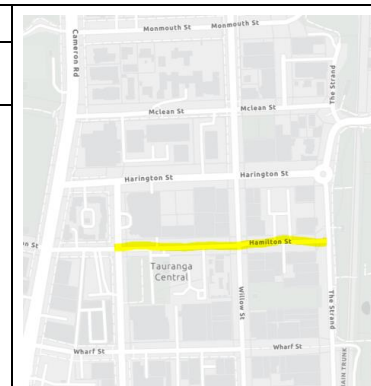 Monmouth St
Monmouth St
Cameron Rd
The Strand
Mclean St
Mclean St
Harington St
Harington St
Hamilton St
Tauranga
Central
Willow St
The Strand
Wharf St
Wharf St